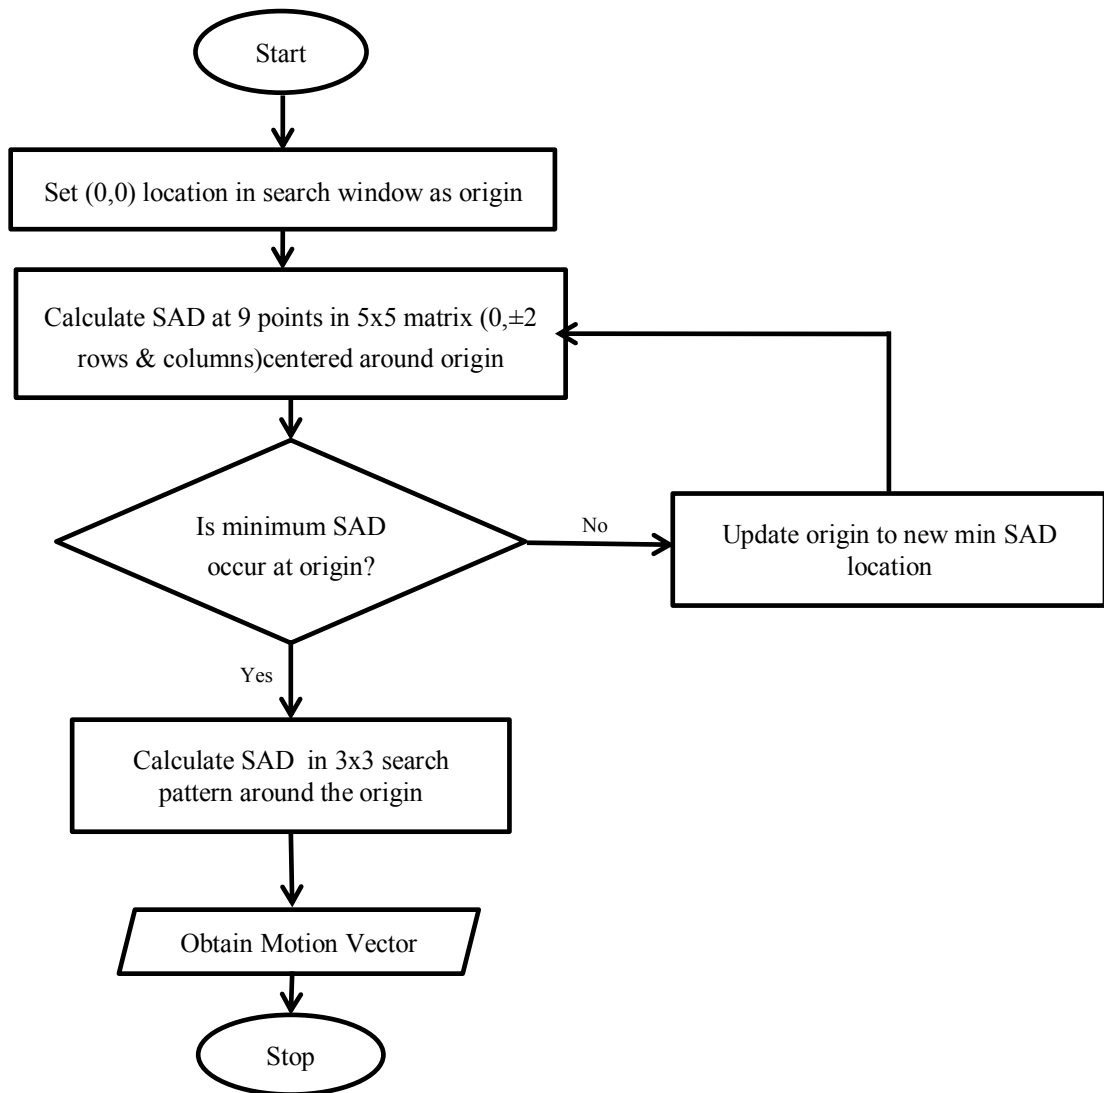 Start
Set (0,0) location in search window as origin
Calculate SAD at 9 points in 5x5 matrix (0,±2
rows & columns)centered around origin
Is minimum SAD
occur at origin?
No
Update origin to new min SAD
location
Yes
Calculate SAD in 3x3 search
pattern around the origin
Obtain Motion Vector
Stop